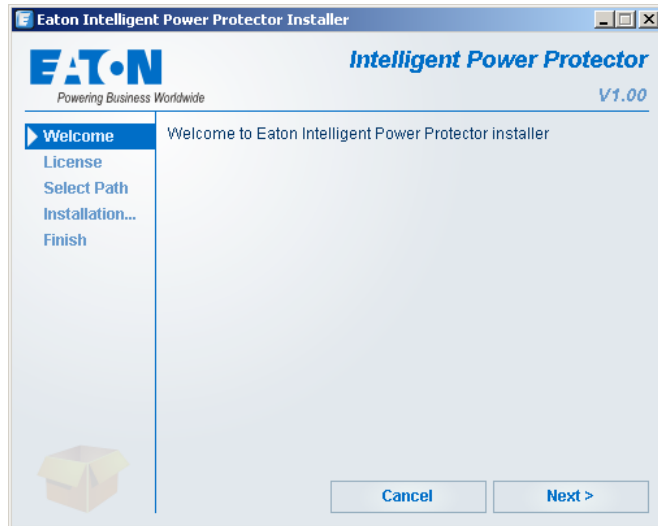 Eaton Intelligent Power Protector Installer
EATON
Powering Business Worldwide
Intelligent Power Protector
V1.00
Welcome
License
Select Path
Installation...
Finish
Welcome to Eaton Intelligent Power Protector installer
Cancel
Next >